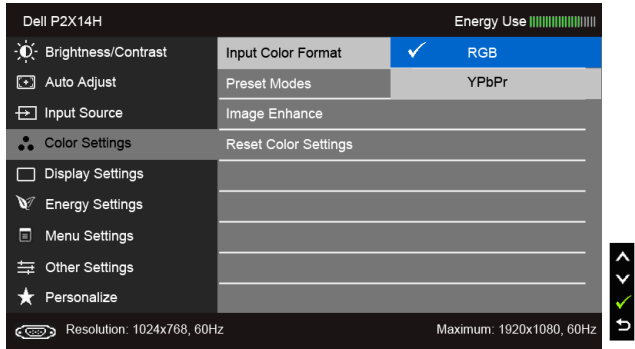 Dell P2X14H
Energy Use
Brightness/Contrast
Input Color Format
RGB
Auto Adjust
Preset Modes
YPbPr
Input Source
Image Enhance
Color Settings
Reset Color Settings
Display Settings
Energy Settings
Menu Settings
Other Settings
Personalize
Resolution: 1024x768, 60Hz
Maximum: 1920x1080, 60Hz